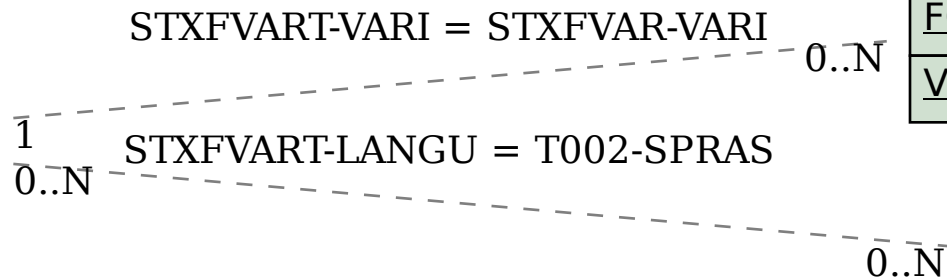 STXFVART-VARI = STXFVAR-VARI
0..N
1
STXFVART-LANGU = T002-SPRAS
0..N
0..N